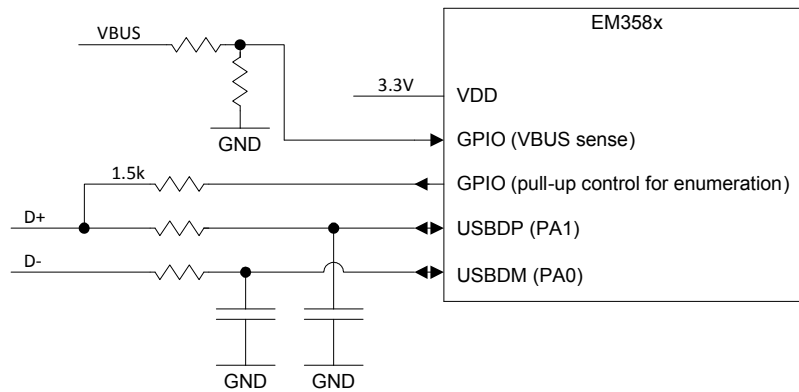 EM358x
VBUS
3.3V
VDD
GND
GPIO (VBUS sense)
1.5k
GPIO (pull-up control for enumeration)
D+
USBDP (PA1)
D-
USBDM (PA0)
GND
GND